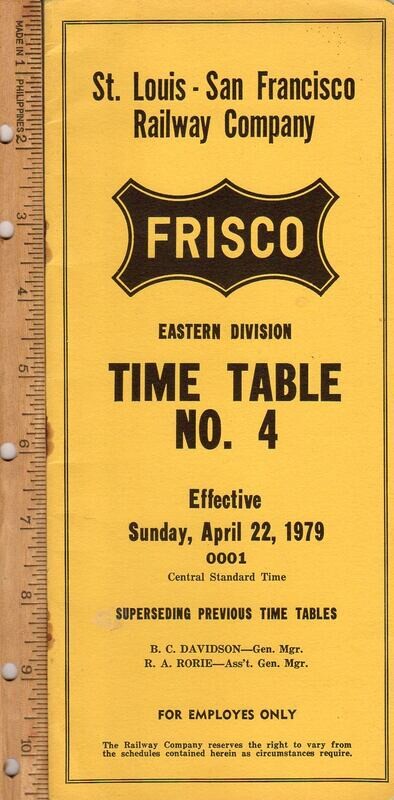 MADE IN
PHILIPPINES
1
2
3
4
5
6
7
8
9
10
St. Louis - San Francisco
Railway Company
FRISCO
EASTERN DIVISION
TIME TABLE
NO. 4
Effective
Sunday, April 22, 1979
0001
Central Standard Time
SUPERSEDING PREVIOUS TIME TABLES
B. C. DAVIDSON—Gen. Mgr.
R. A. RORIE—Ass't. Gen. Mgr.
FOR EMPLOYES ONLY
The Railway Company reserves the right to vary from
the schedules contained herein as circumstances require.